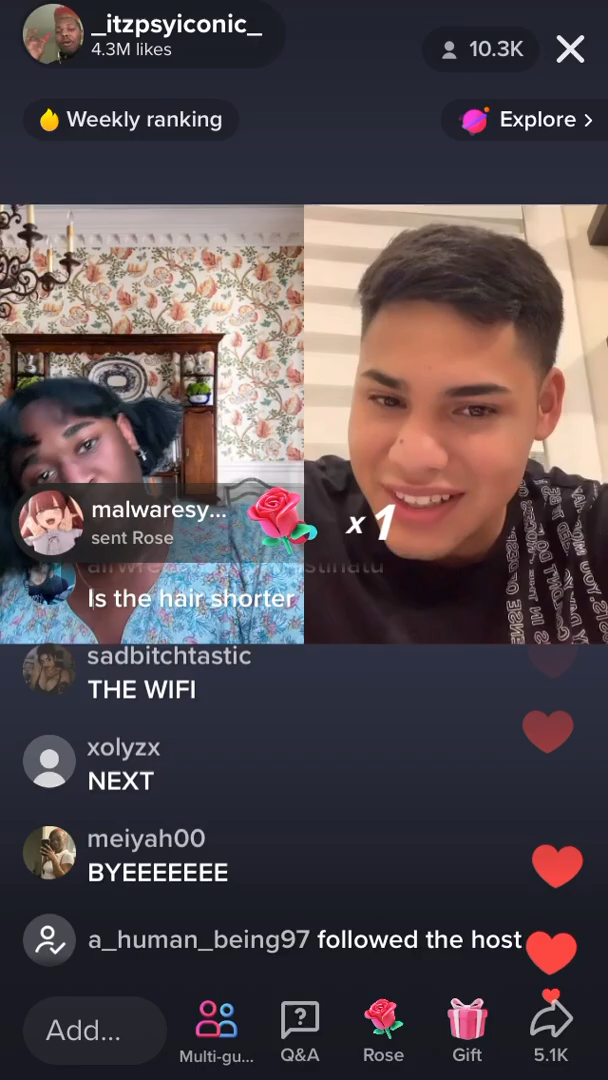 _itzpsyiconic_
4.3M likes
10.3K
Weekly ranking
Explore >
malwaresy...
sent Rose
x 1
Is the hair shorter
sadbitchtastic
THE WIFI
xolyzx
NEXT
meiyah00
BYEEEEEEE
a_human_being97 followed the host
Add...
Multi-gu...
Q&A
Rose
Gift
5.1K